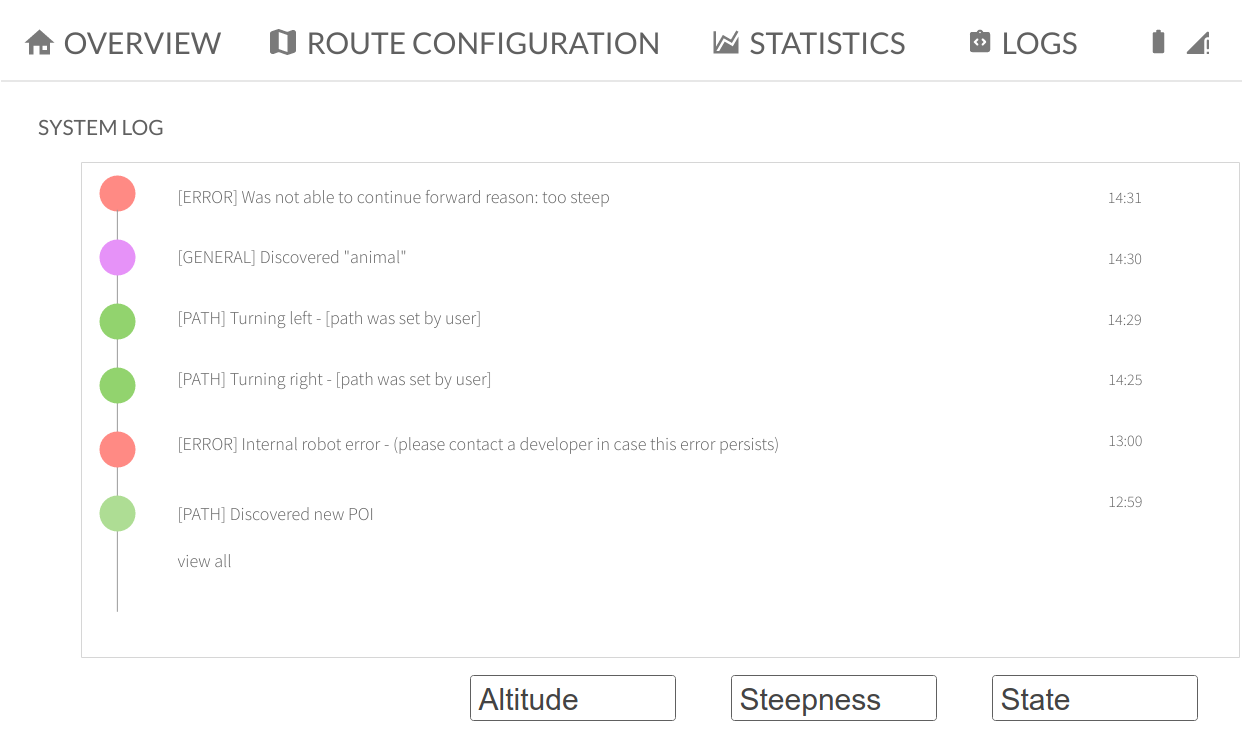 OVERVIEW ROUTE CONFIGURATION STATISTICS LOGS
SYSTEM LOG
[ERROR] Was not able to continue forward reason: too steep 14:31
[GENERAL] Discovered "animal" 14:30
[PATH] Turning left - [path was set by user] 14:29
[PATH] Turning right - [path was set by user] 14:25
[ERROR] Internal robot error - (please contact a developer in case this error persists) 13:00
[PATH] Discovered new POI 12:59
view all
Altitude Steepness State